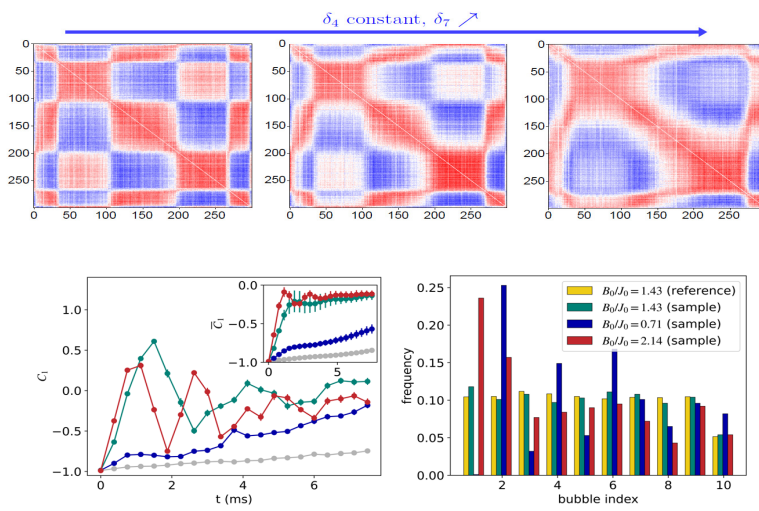 δ₄ constant, δ₇ ↗
0
50
100
150
200
250
0 50 100 150 200 250
0
50
100
150
200
250
0 50 100 150 200 250
0
50
100
150
200
250
0 50 100 150 200 250
C₁
1.0
0.5
0.0
−0.5
−1.0
0 2 4 6
t (ms)
C̅₁
0.0
−0.5
−1.0
0 5
frequency
0.25
0.20
0.15
0.10
0.05
0.00
2 4 6 8 10
bubble index
B₀/J₀=1.43 (reference)
B₀/J₀=1.43 (sample)
B₀/J₀=0.71 (sample)
B₀/J₀=2.14 (sample)